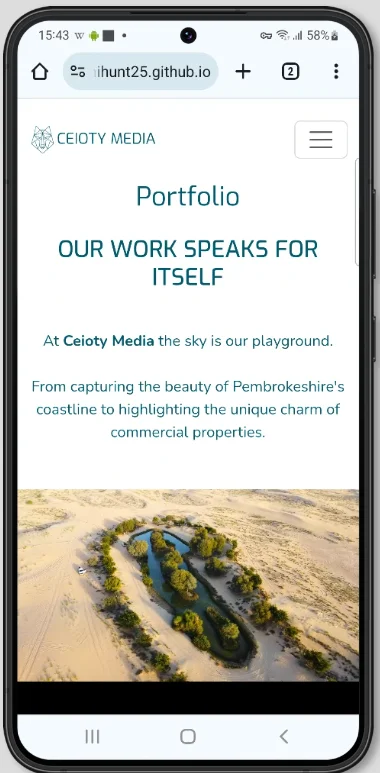 15:43 W 58%
ihunt25.github.io 2
CEIOTY MEDIA
Portfolio
OUR WORK SPEAKS FOR
ITSELF
At Ceioty Media the sky is our playground.
From capturing the beauty of Pembrokeshire's
coastline to highlighting the unique charm of
commercial properties.